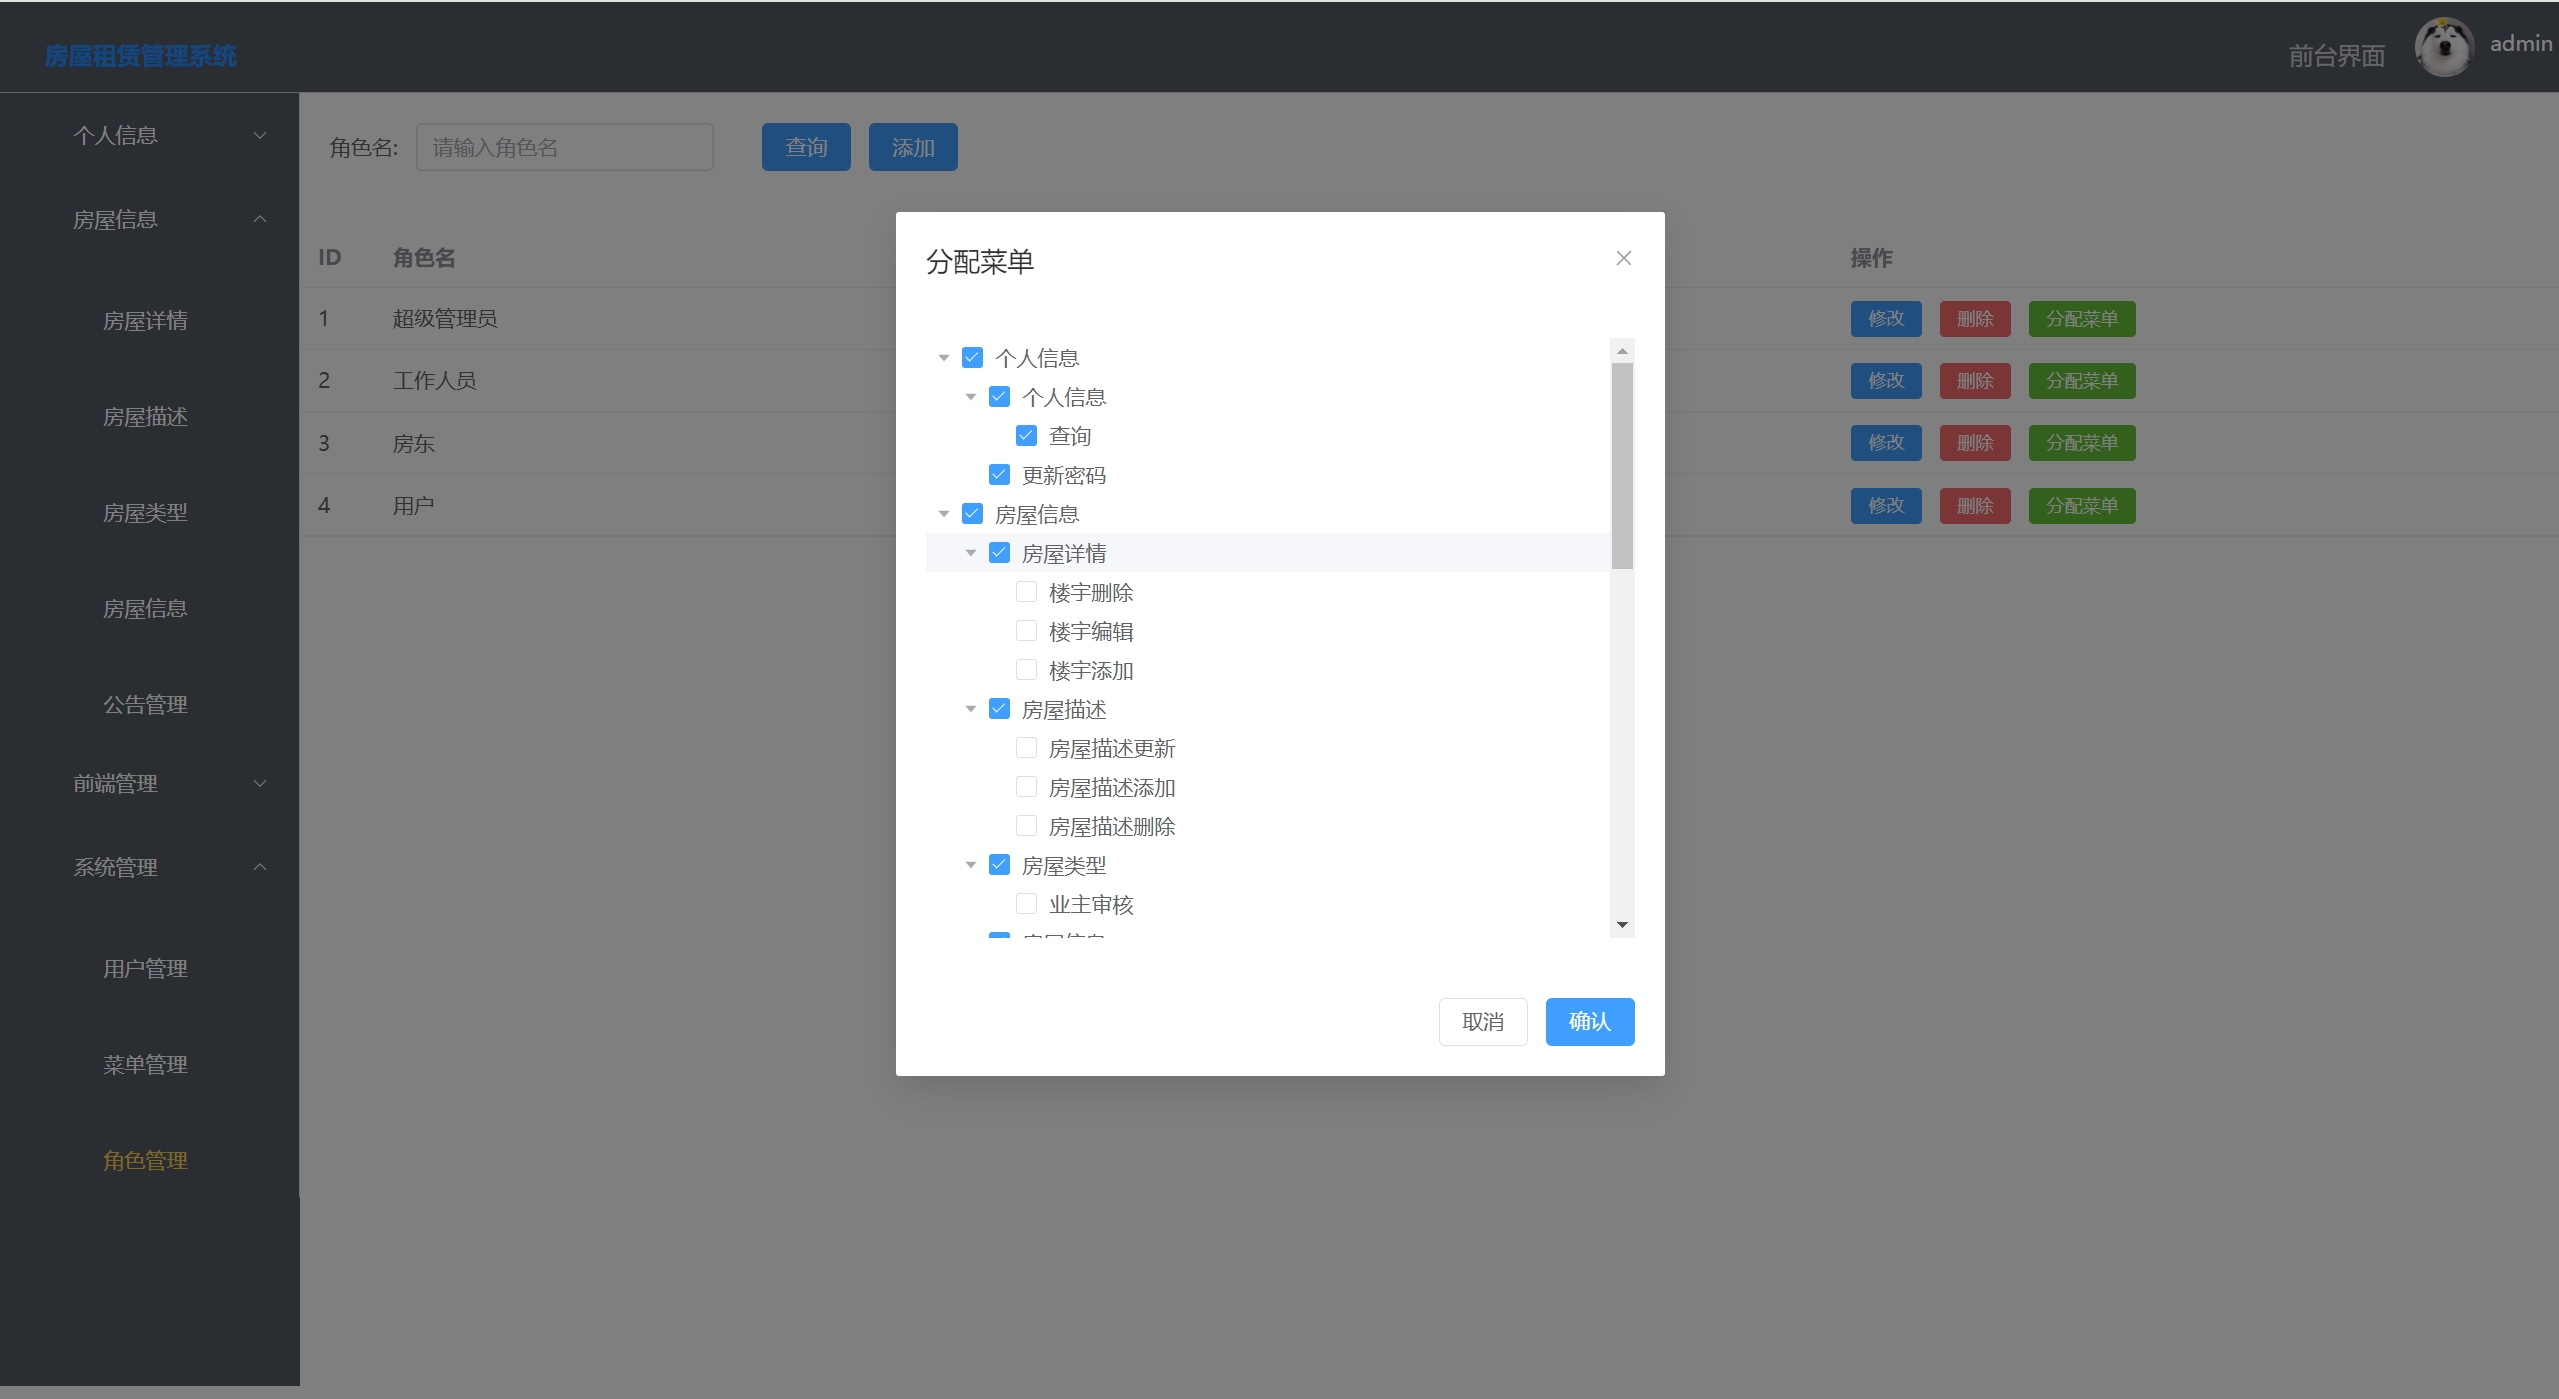 房屋租赁管理系统
前台界面 admin
个人信息
房屋信息
房屋详情
房屋描述
房屋类型
房屋信息
公告管理
前端管理
系统管理
用户管理
菜单管理
角色管理
角色名: 请输入角色名 查询 添加
ID 角色名 操作
1 超级管理员 修改 删除 分配菜单
2 工作人员 修改 删除 分配菜单
3 房东 修改 删除 分配菜单
4 用户 修改 删除 分配菜单
分配菜单
个人信息
个人信息
查询
更新密码
房屋信息
房屋详情
楼宇删除
楼宇编辑
楼宇添加
房屋描述
房屋描述更新
房屋描述添加
房屋描述删除
房屋类型
业主审核
房屋信息
取消 确认